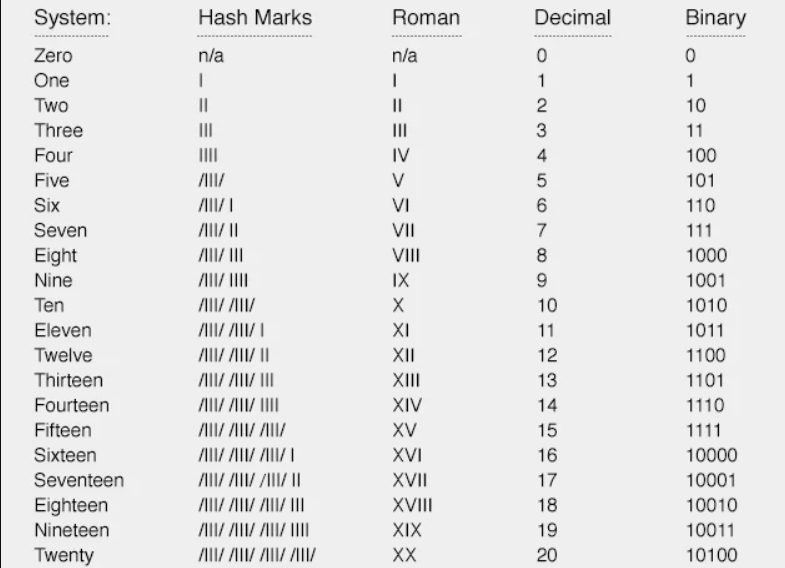 System: Hash Marks Roman Decimal Binary
Zero n/a n/a 0 0
One I I 1 1
Two II II 2 10
Three III III 3 11
Four IIII IV 4 100
Five /III/ V 5 101
Six /III/ I VI 6 110
Seven /III/ II VII 7 111
Eight /III/ III VIII 8 1000
Nine /III/ IIII IX 9 1001
Ten /III/ /III/ X 10 1010
Eleven /III/ /III/ I XI 11 1011
Twelve /III/ /III/ II XII 12 1100
Thirteen /III/ /III/ III XIII 13 1101
Fourteen /III/ /III/ IIII XIV 14 1110
Fifteen /III/ /III/ /III/ XV 15 1111
Sixteen /III/ /III/ /III/ I XVI 16 10000
Seventeen /III/ /III/ /III/ II XVII 17 10001
Eighteen /III/ /III/ /III/ III XVIII 18 10010
Nineteen /III/ /III/ /III/ IIII XIX 19 10011
Twenty /III/ /III/ /III/ /III/ XX 20 10100